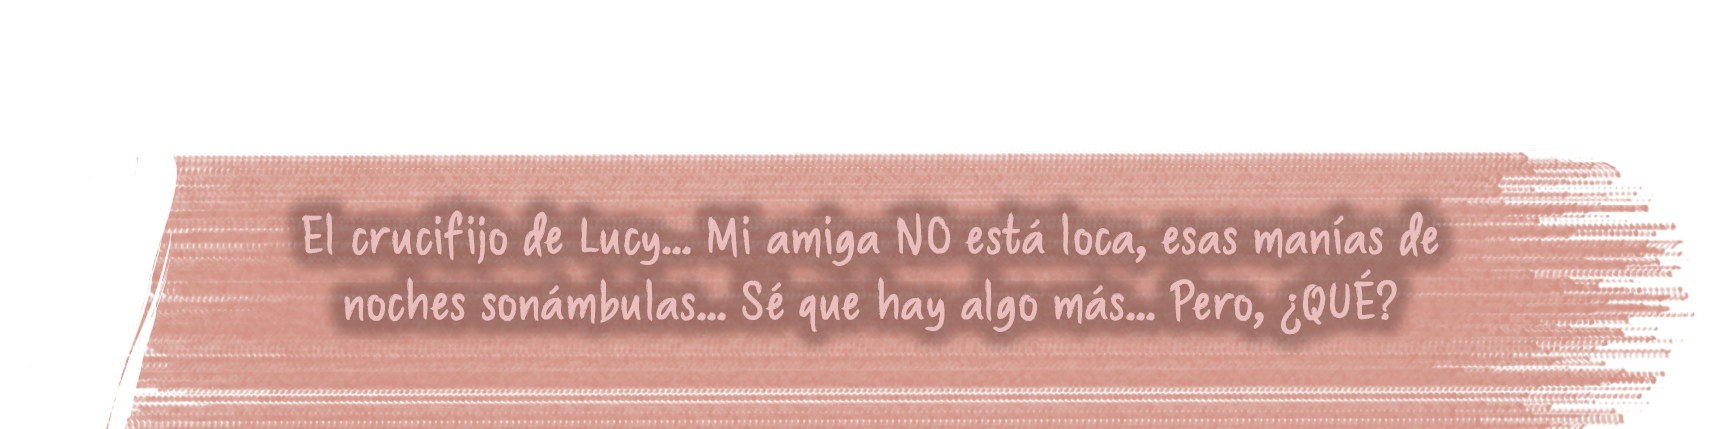 El crucifijo de Lucy... Mi amiga NO está loca, esas manías de
noches sonámbulas... Sé que hay algo más... Pero, ¿QUÉ?